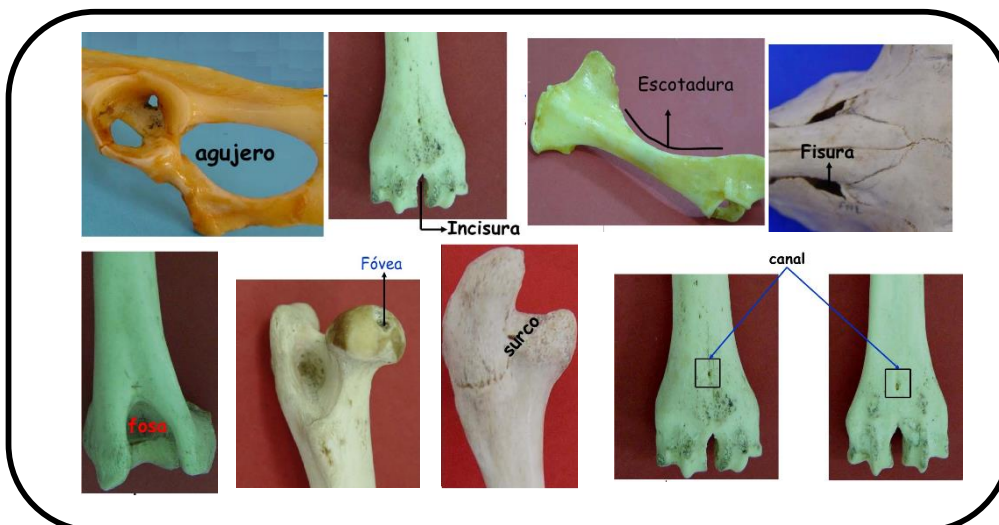 agujero
Incisura
Escotadura
Fisura
fosa
Fóvea
surco
canal